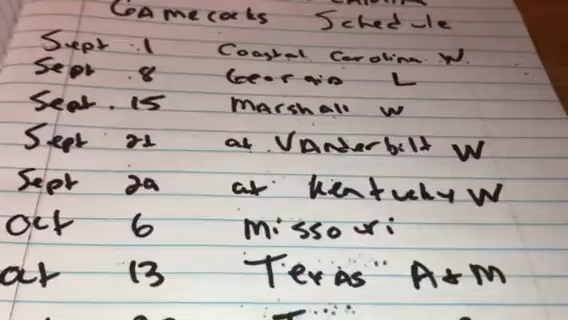 Gamecocks Schedule
Sept .1 Coastal Carolina W.
Sept .8 Georgia L
Sept. 15 Marshall W
Sept 21 at Vanderbilt W
Sept 29 at Kentucky W
Oct 6 Missouri
Oct 13 Texas A+M